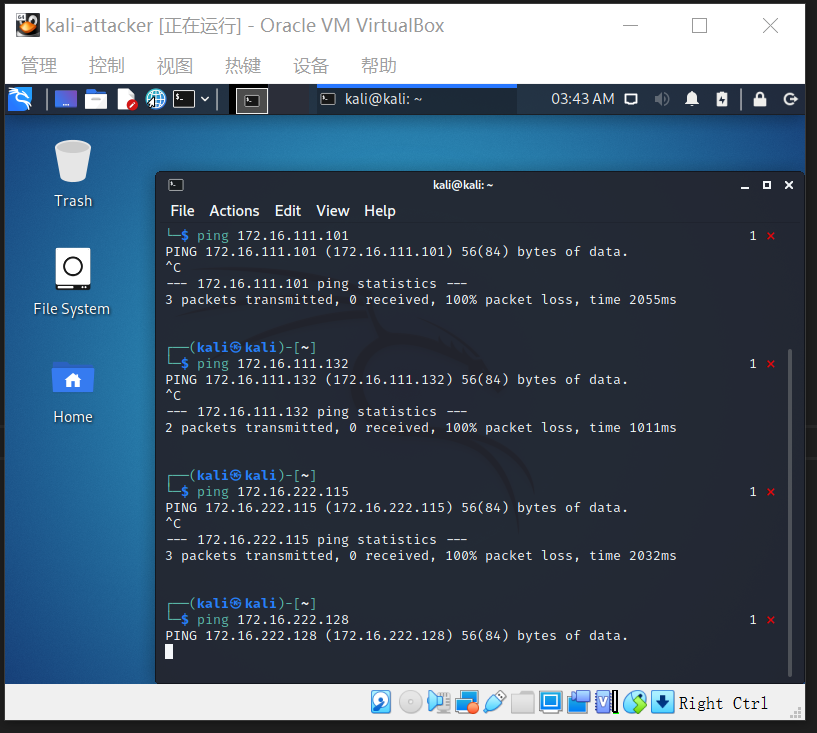 kali-attacker [正在运行] - Oracle VM VirtualBox
管理 控制 视图 热键 设备 帮助
kali@kali: ~ 03:43 AM
Trash
File System
Home
kali@kali: ~
File Actions Edit View Help
└─$ ping 172.16.111.101 1 ⨯
PING 172.16.111.101 (172.16.111.101) 56(84) bytes of data.
^C
--- 172.16.111.101 ping statistics ---
3 packets transmitted, 0 received, 100% packet loss, time 2055ms
┌──(kali㉿kali)-[~]
└─$ ping 172.16.111.132 1 ⨯
PING 172.16.111.132 (172.16.111.132) 56(84) bytes of data.
^C
--- 172.16.111.132 ping statistics ---
2 packets transmitted, 0 received, 100% packet loss, time 1011ms
┌──(kali㉿kali)-[~]
└─$ ping 172.16.222.115 1 ⨯
PING 172.16.222.115 (172.16.222.115) 56(84) bytes of data.
^C
--- 172.16.222.115 ping statistics ---
3 packets transmitted, 0 received, 100% packet loss, time 2032ms
┌──(kali㉿kali)-[~]
└─$ ping 172.16.222.128 1 ⨯
PING 172.16.222.128 (172.16.222.128) 56(84) bytes of data.
Right Ctrl